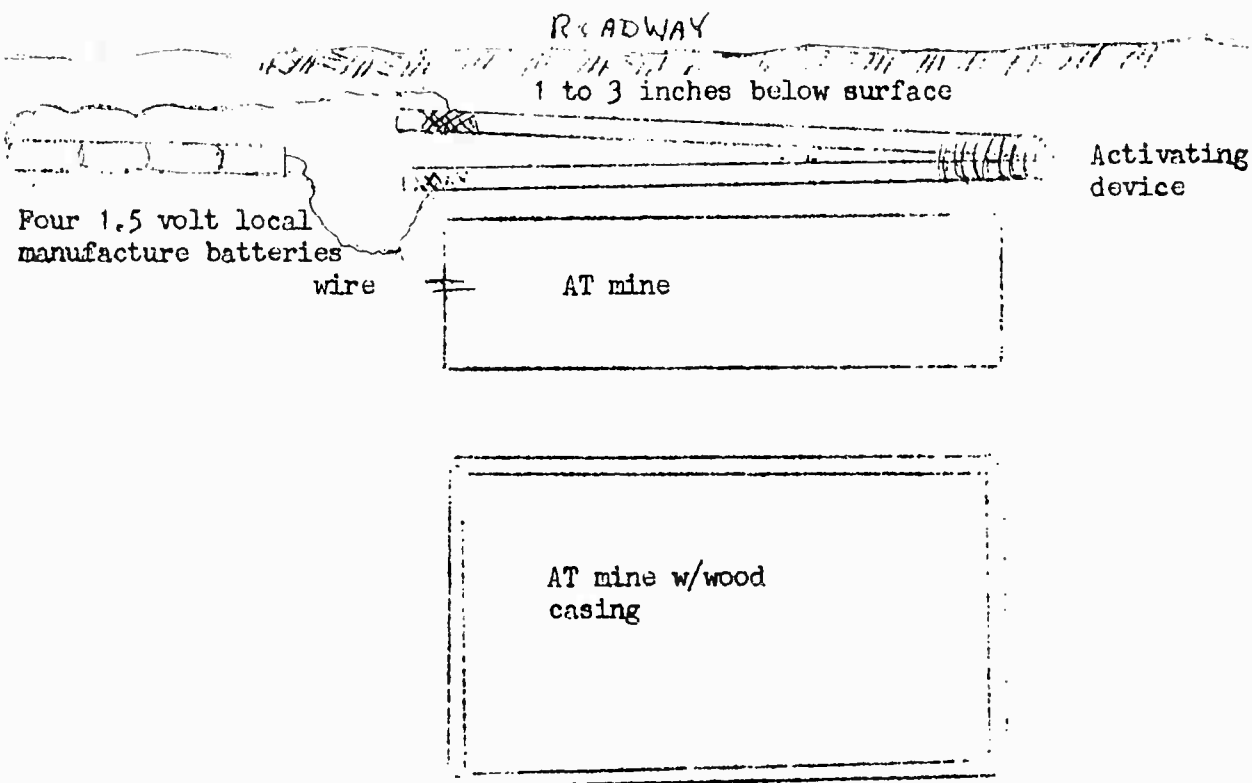 ROADWAY
1 to 3 inches below surface
Activating
device
Four 1.5 volt local
manufacture batteries
wire
AT mine
AT mine w/wood
casing